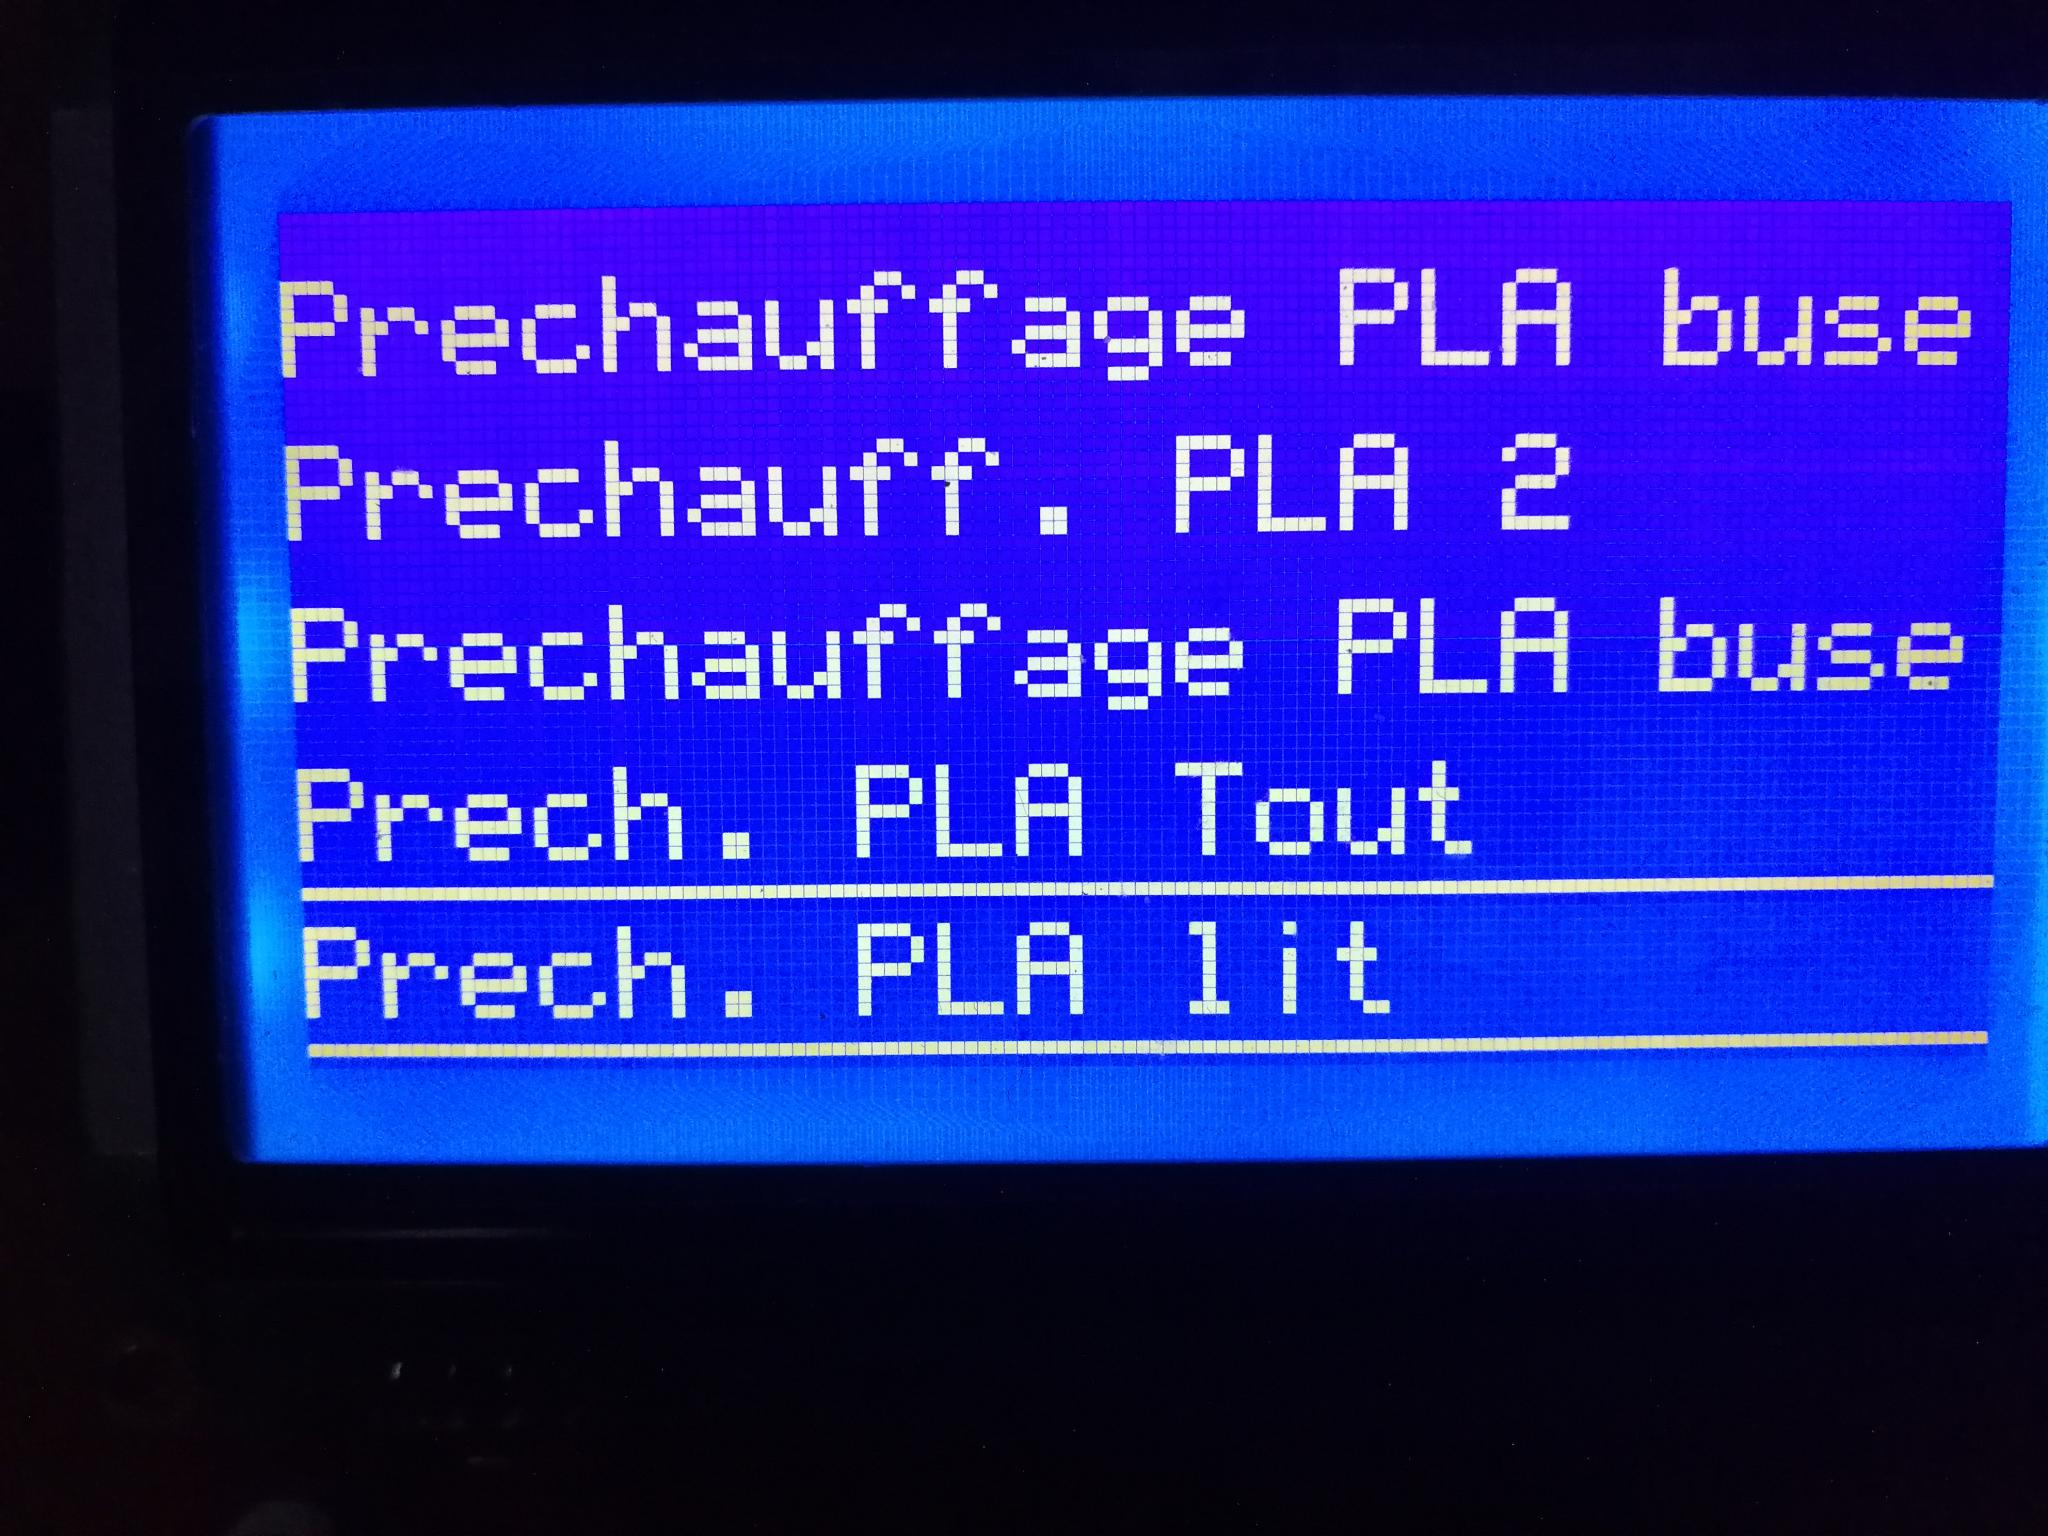 Prechauffage PLA buse
Prechauff. PLA 2
Prechauffage PLA buse
Prech. PLA Tout
Prech. PLA lit